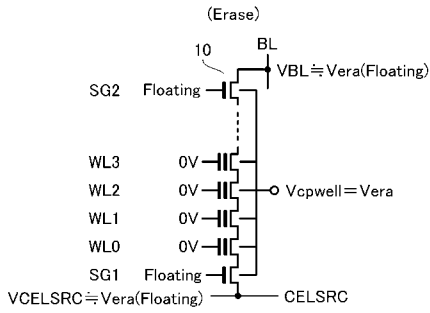 (Erase)
10
BL
VBL≒Vera(Floating)
SG2 Floating
WL3 0V
WL2 0V
Vcpwell=Vera
WL1 0V
WL0 0V
SG1 Floating
VCELSRC≒Vera(Floating)
CELSRC